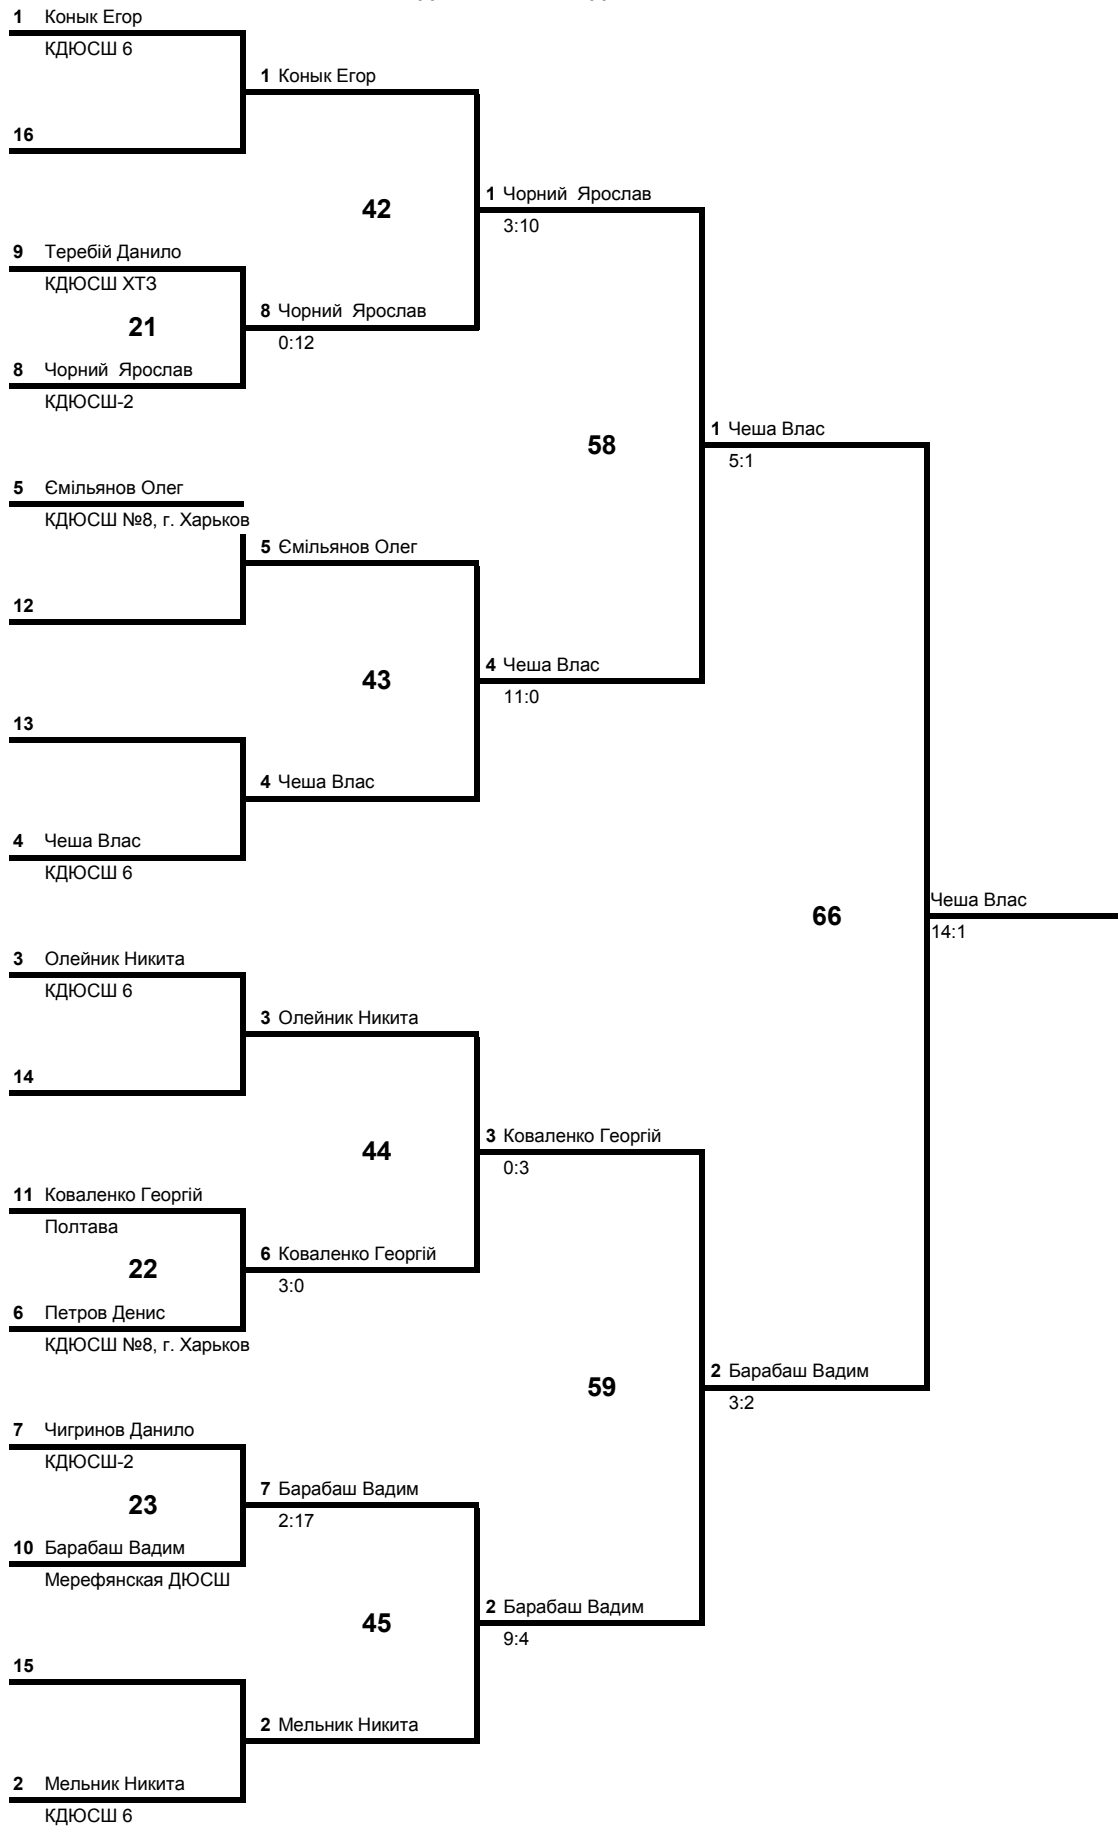 1 Конык Егор
КДЮСШ 6
1 Конык Егор
16
42
1 Чорний Ярослав
3:10
9 Теребій Данило
КДЮСШ ХТЗ
21
8 Чорний Ярослав
0:12
8 Чорний Ярослав
КДЮСШ-2
58
1 Чеша Влас
5:1
5 Ємільянов Олег
КДЮСШ №8, г. Харьков
5 Ємільянов Олег
12
43
4 Чеша Влас
11:0
13
4 Чеша Влас
4 Чеша Влас
КДЮСШ 6
66
Чеша Влас
14:1
3 Олейник Никита
КДЮСШ 6
3 Олейник Никита
14
44
3 Коваленко Георгій
0:3
11 Коваленко Георгій
Полтава
22
6 Коваленко Георгій
3:0
6 Петров Денис
КДЮСШ №8, г. Харьков
59
2 Барабаш Вадим
3:2
7 Чигринов Данило
КДЮСШ-2
23
7 Барабаш Вадим
2:17
10 Барабаш Вадим
Мерефянская ДЮСШ
45
2 Барабаш Вадим
9:4
15
2 Мельник Никита
2 Мельник Никита
КДЮСШ 6